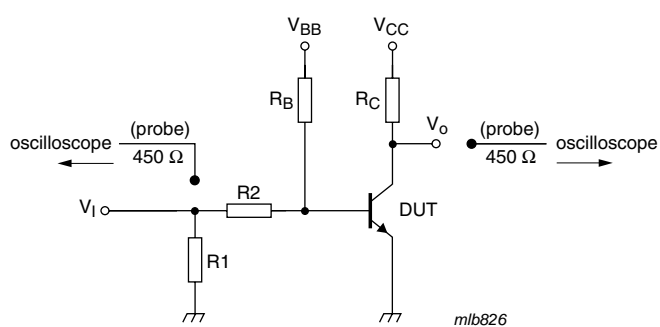 V_BB
V_CC
R_B
R_C
V_o
(probe)
450 Ω
oscilloscope
(probe)
450 Ω
oscilloscope
R2
V_I
DUT
R1
mlb826